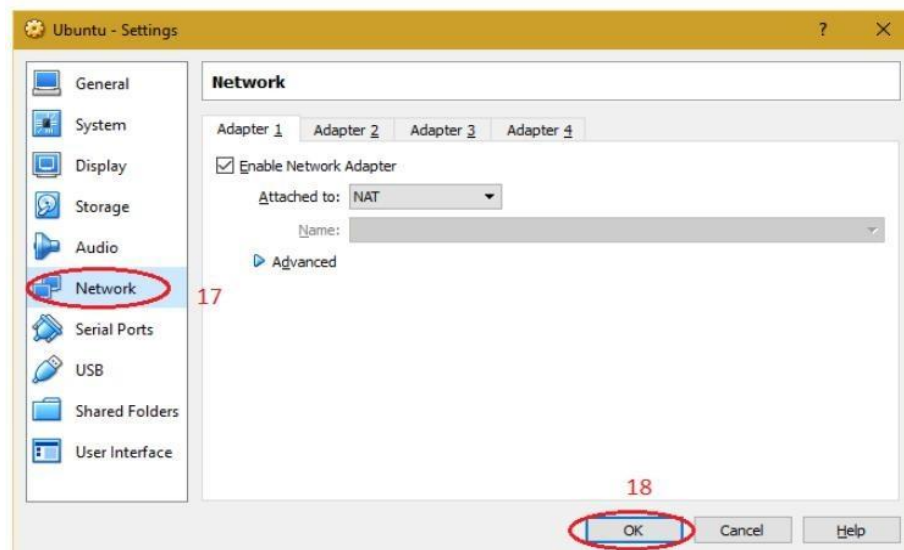 Ubuntu - Settings
? ×
General
System
Display
Storage
Audio
Network
Serial Ports
USB
Shared Folders
User Interface
17
Network
Adapter 1 Adapter 2 Adapter 3 Adapter 4
Enable Network Adapter
Attached to: NAT
Name:
Advanced
18
OK Cancel Help